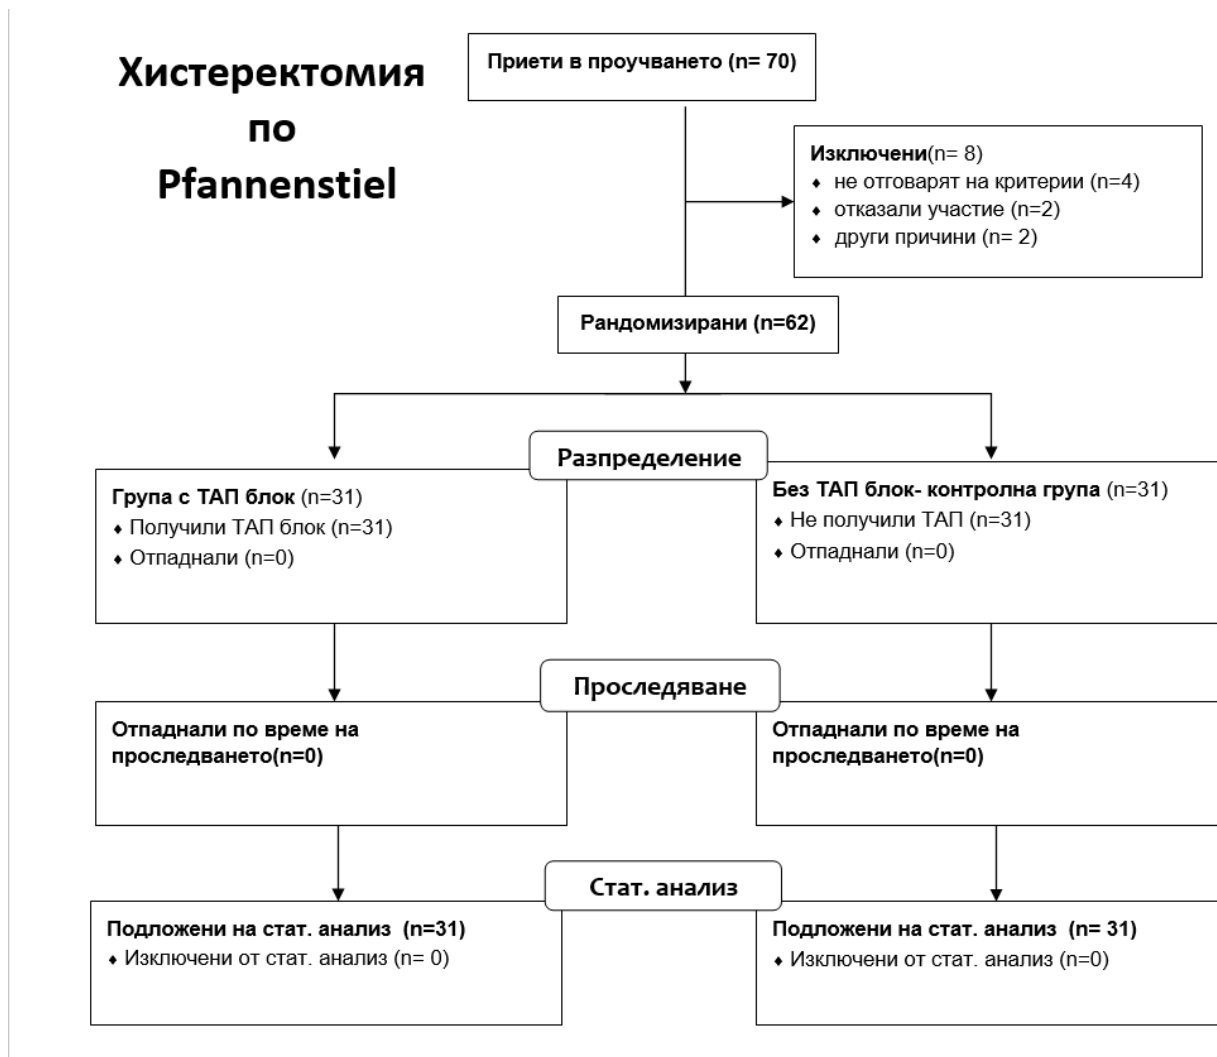 Хистеректомия
по
Pfannenstiel
Приети в проучването (n= 70)
Изключени(n= 8)
♦ не отговарят на критерии (n=4)
♦ отказали участие (n=2)
♦ други причини (n= 2)
Рандомизирани (n=62)
Разпределение
Група с ТАП блок (n=31)
♦ Получили ТАП блок (n=31)
♦ Отпаднали (n=0)
Без ТАП блок- контролна група (n=31)
♦ Не получили ТАП (n=31)
♦ Отпаднали (n=0)
Проследяване
Отпаднали по време на
проследването(n=0)
Отпаднали по време на
проследването(n=0)
Стат. анализ
Подложени на стат. анализ (n=31)
♦ Изключени от стат. анализ (n= 0)
Подложени на стат. анализ (n= 31)
♦ Изключени от стат. анализ (n=0)